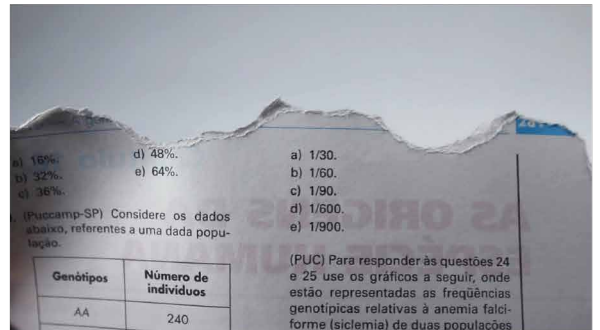 a) 16%.
b) 32%.
c) 36%.
d) 48%.
e) 64%.
(Puccamp-SP) Considere os dados
abaixo, referentes a uma dada popu-
lação.
Genótipos
Número de
indivíduos
AA
240
a) 1/30.
b) 1/60.
c) 1/90.
d) 1/600.
e) 1/900.
(PUC) Para responder às questões 24
e 25 use os gráficos a seguir, onde
estão representadas as freqüências
genotípicas relativas à anemia falci-
forme (siclemia) de duas populações